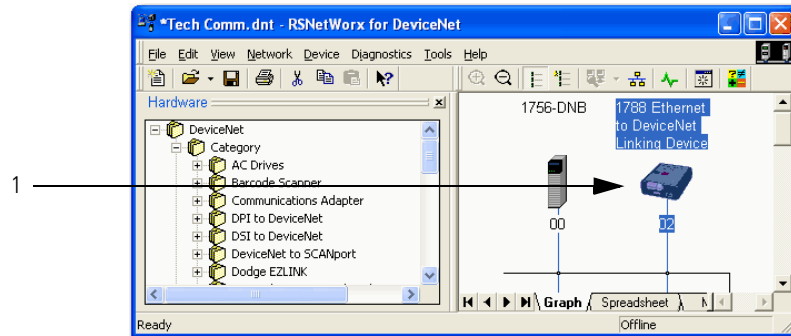 *Tech Comm.dnt - RSNetWorx for DeviceNet
File Edit View Network Device Diagnostics Tools Help
Hardware
DeviceNet
Category
AC Drives
Barcode Scanner
Communications Adapter
DPI to DeviceNet
DSI to DeviceNet
DeviceNet to SCANport
Dodge EZLINK
1756-DNB
1788 Ethernet
to DeviceNet
Linking Device
00
02
1
Graph Spreadsheet
Ready
Offline